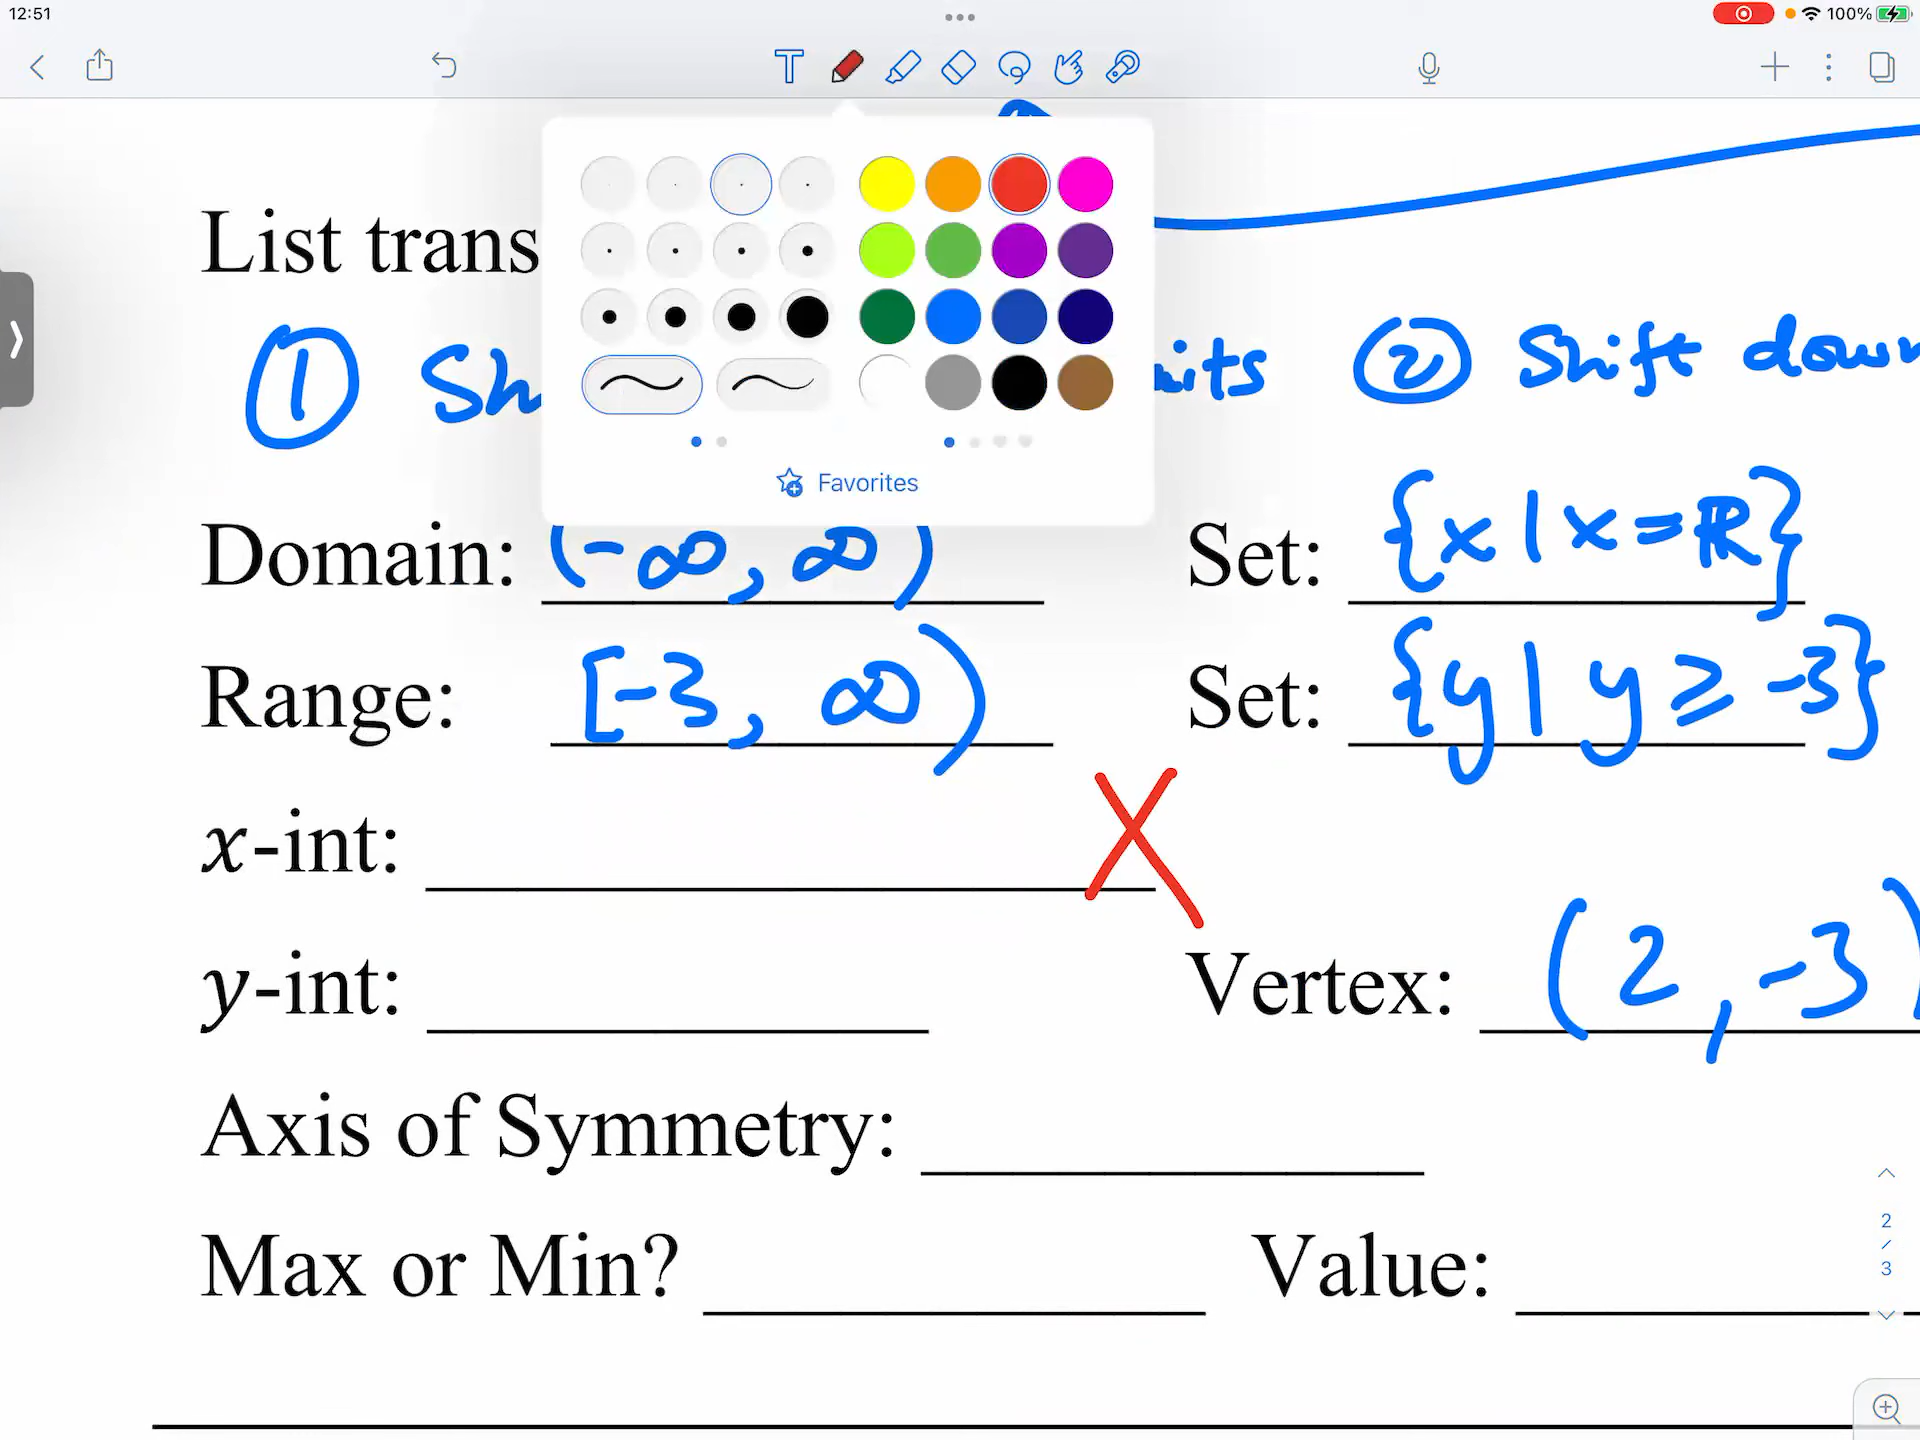 12:51
100%
List trans
① Sh its ② Shift down
Favorites
Domain: (-∞, ∞) Set: {x | x = ℝ}
Range: [-3, ∞) Set: {y | y ≥ -3}
x-int: X
y-int: Vertex: (2, -3)
Axis of Symmetry:
Max or Min? Value:
2
/
3